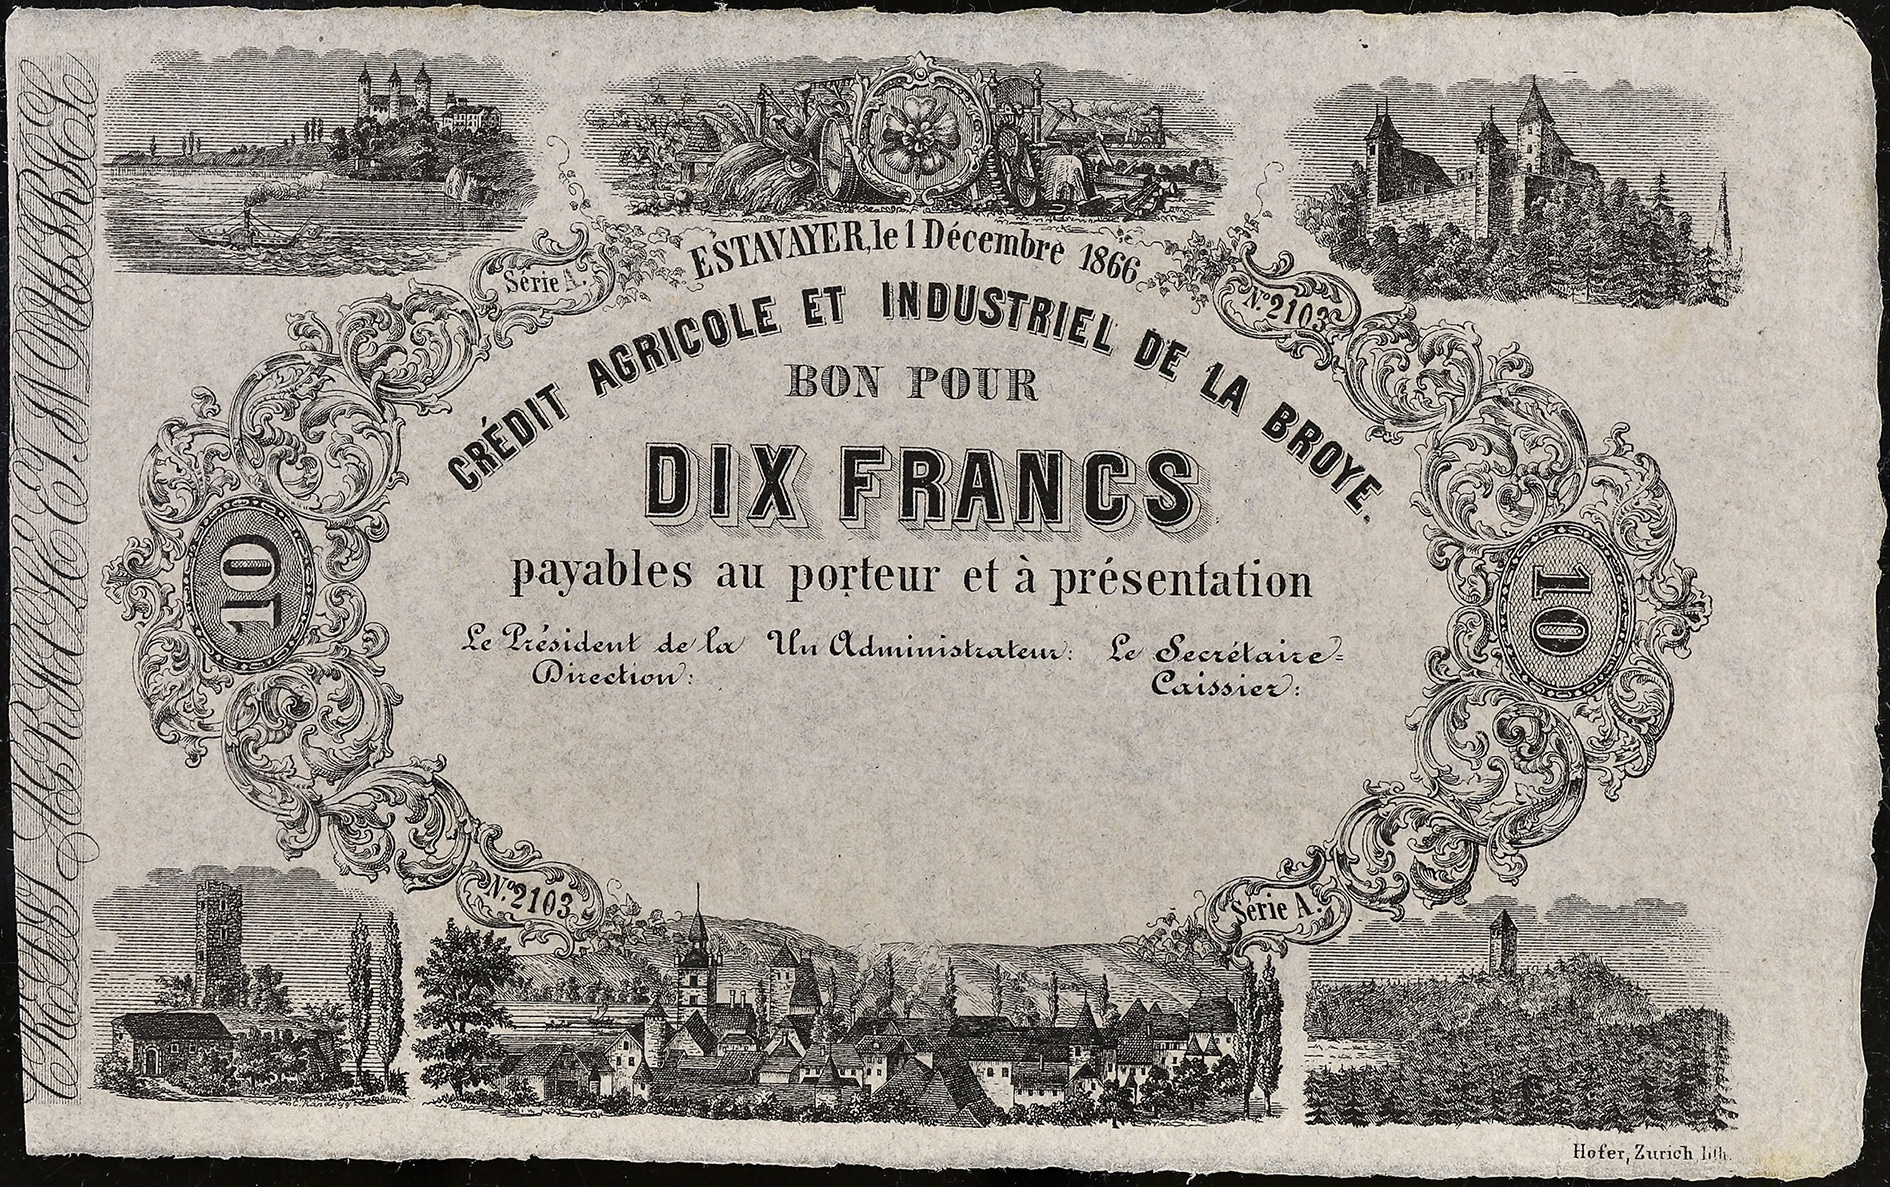 ESTAVAYER, le 1 Décembre 1866.
Série A.
Nº 2103
CRÉDIT AGRICOLE ET INDUSTRIEL DE LA BROYE.
BON POUR
DIX FRANCS
payables au porteur et à présentation
Le Président de la Direction:
Un Administrateur:
Le Secrétaire=
Caissier:
10
10
Nº 2103
Série A.
Hofer, Zurich lith.